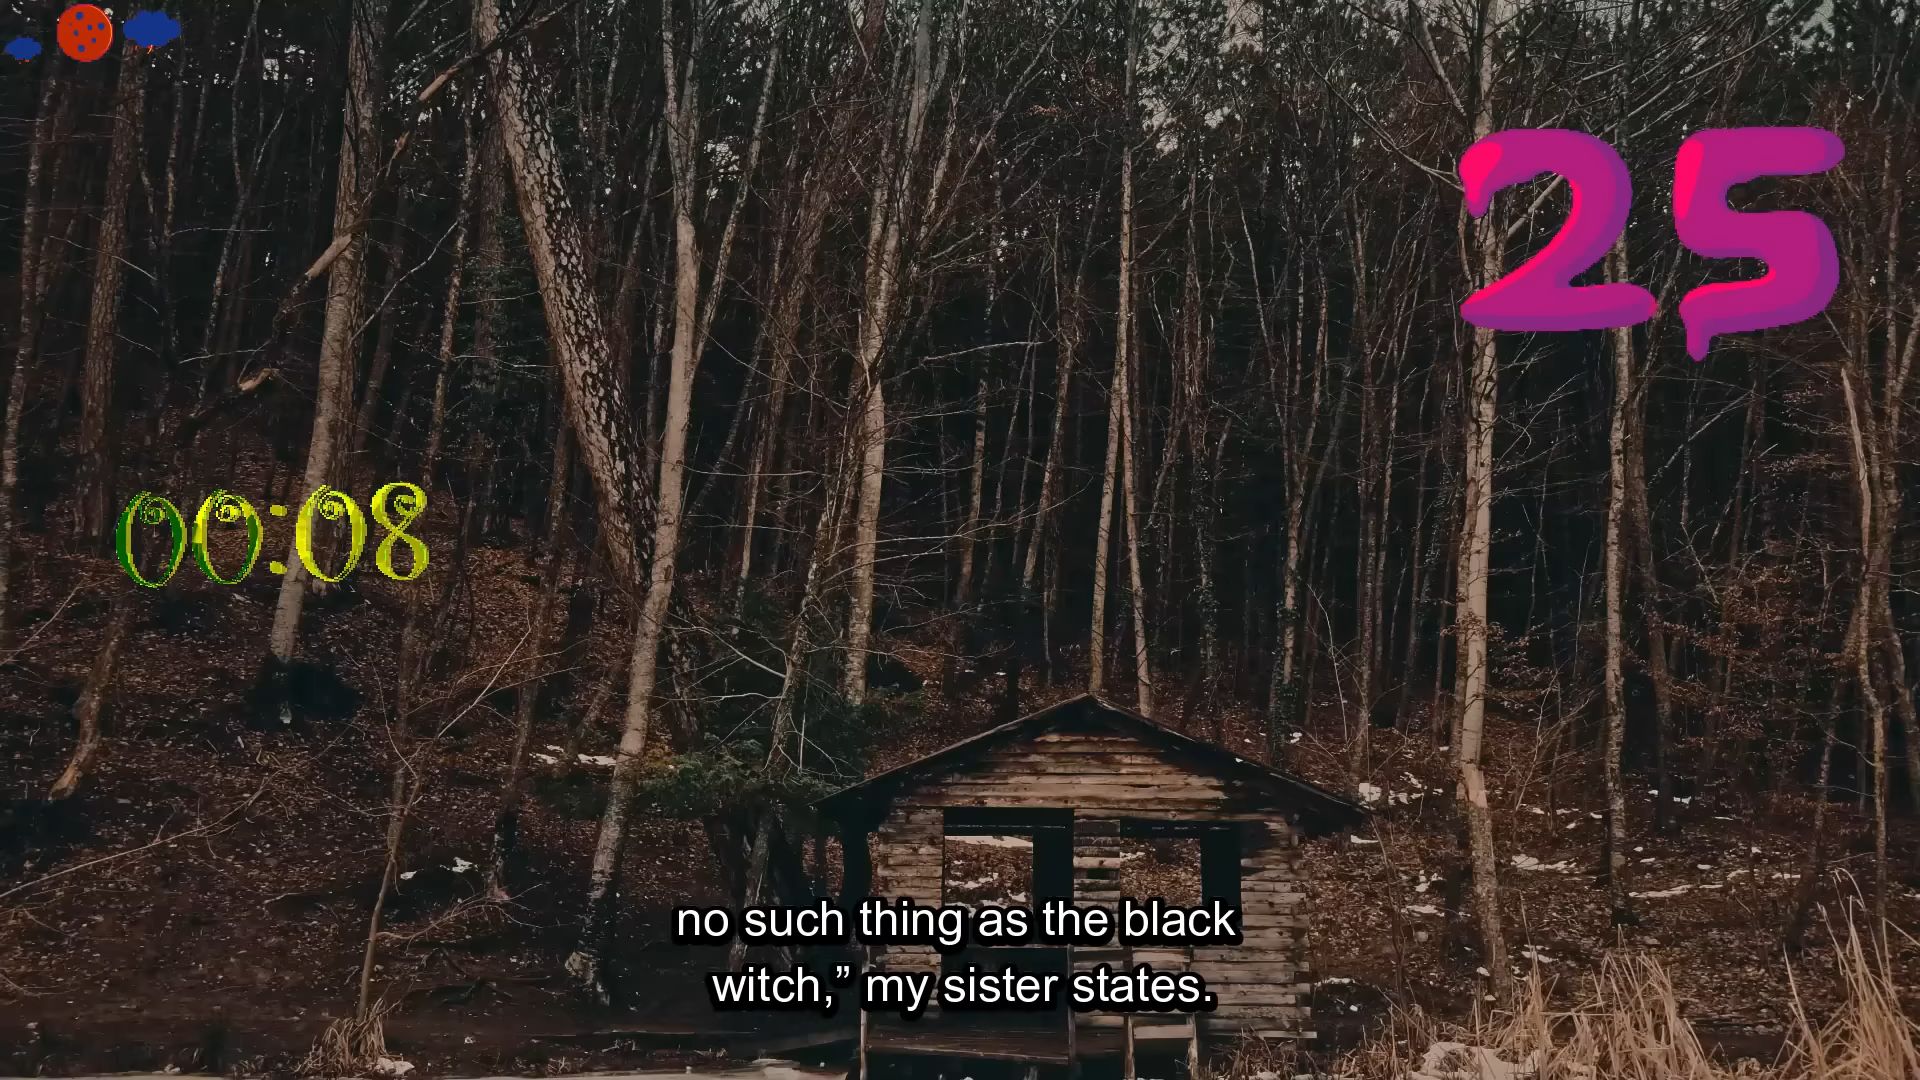 25
00:08
no such thing as the black
witch,” my sister states.